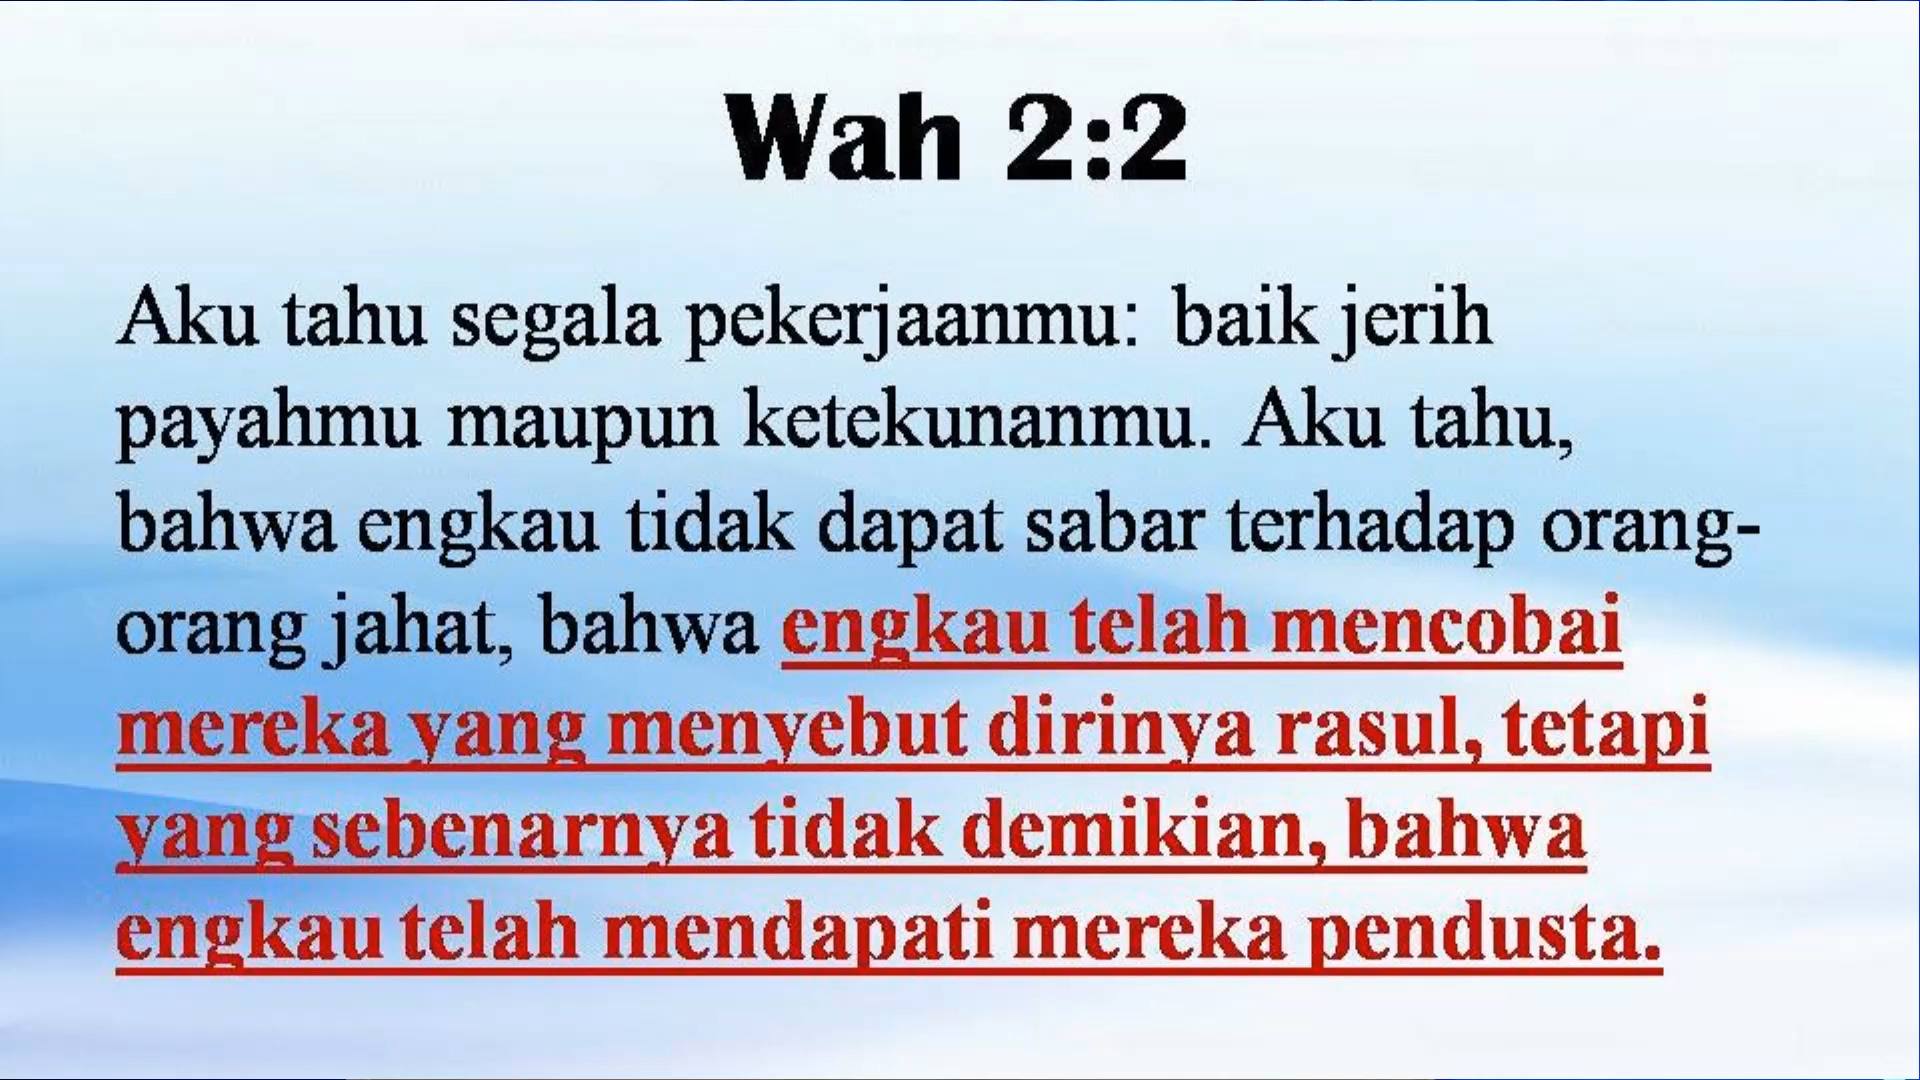 Wah 2:2
Aku tahu segala pekerjaanmu: baik jerih
payahmu maupun ketekunanmu. Aku tahu,
bahwa engkau tidak dapat sabar terhadap orang-
orang jahat, bahwa engkau telah mencobai
mereka yang menyebut dirinya rasul, tetapi
yang sebenarnya tidak demikian, bahwa
engkau telah mendapati mereka pendusta.